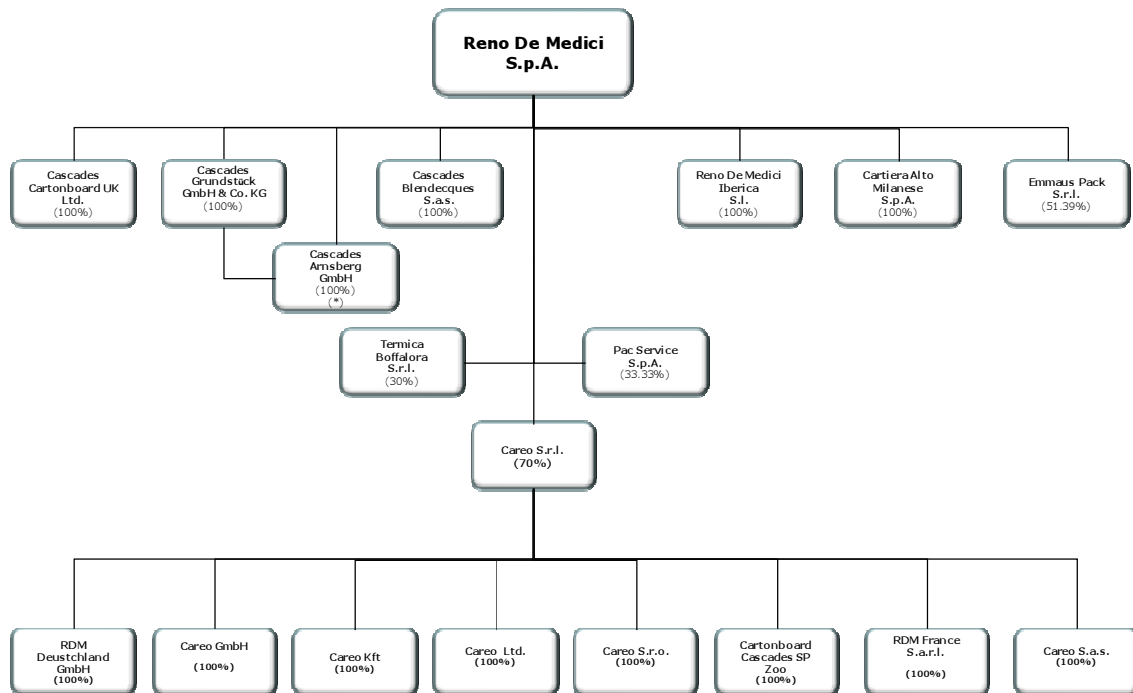 Reno De Medici
S.p.A.
Cascades
Cartonboard UK
Ltd.
(100%)
Cascades
Grundstück
GmbH & Co. KG
(100%)
Cascades
Blendecques
S.a.s.
(100%)
Reno De Medici
Iberica
S.l.
(100%)
Cartiera Alto
Milanese
S.p.A.
(100%)
Emmaus Pack
S.r.l.
(51.39%)
Cascades
Arnsberg
GmbH
(100%)
(*)
Termica
Boffalora
S.r.l.
(30%)
Pac Service
S.p.A.
(33.33%)
Careo S.r.l.
(70%)
RDM
Deustchland
GmbH
(100%)
Careo GmbH
(100%)
Careo Kft
(100%)
Careo Ltd.
(100%)
Careo S.r.o.
(100%)
Cartonboard
Cascades SP
Zoo
(100%)
RDM France
S.a.r.l.
(100%)
Careo S.a.s.
(100%)